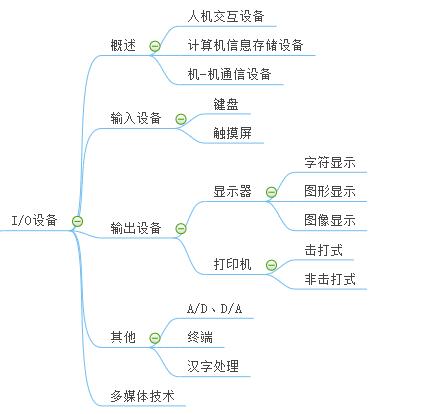 I/O设备
概述
人机交互设备
计算机信息存储设备
机-机通信设备
输入设备
键盘
触摸屏
输出设备
显示器
字符显示
图形显示
图像显示
打印机
击打式
非击打式
其他
A/D、D/A
终端
汉字处理
多媒体技术